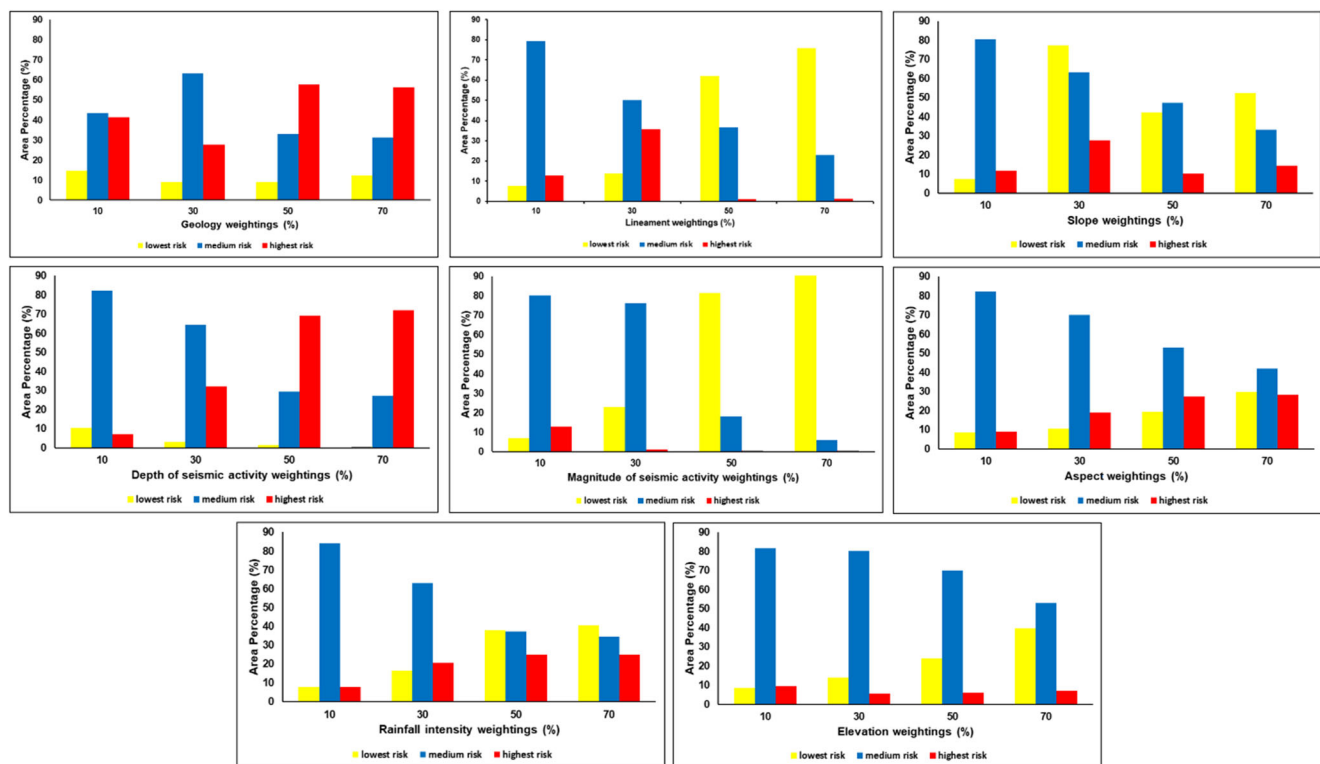 Area Percentage (%)
90
80
70
60
50
40
30
20
10
0
10 30 50 70
Geology weightings (%)
lowest risk medium risk highest risk
Area Percentage (%)
90
80
70
60
50
40
30
20
10
0
10 30 50 70
Lineament weightings (%)
lowest risk medium risk highest risk
Area Percentage (%)
90
80
70
60
50
40
30
20
10
0
10 30 50 70
Slope weightings (%)
lowest risk medium risk highest risk
Area Percentage (%)
90
80
70
60
50
40
30
20
10
0
10 30 50 70
Depth of seismic activity weightings (%)
lowest risk medium risk highest risk
Area Percentage (%)
90
80
70
60
50
40
30
20
10
0
10 30 50 70
Magnitude of seismic activity weightings (%)
lowest risk medium risk highest risk
Area Percentage (%)
90
80
70
60
50
40
30
20
10
0
10 30 50 70
Aspect weightings (%)
lowest risk medium risk highest risk
Area Percentage (%)
90
80
70
60
50
40
30
20
10
0
10 30 50 70
Rainfall intensity weightings (%)
lowest risk medium risk highest risk
Area Percentage (%)
90
80
70
60
50
40
30
20
10
0
10 30 50 70
Elevation weightings (%)
lowest risk medium risk highest risk